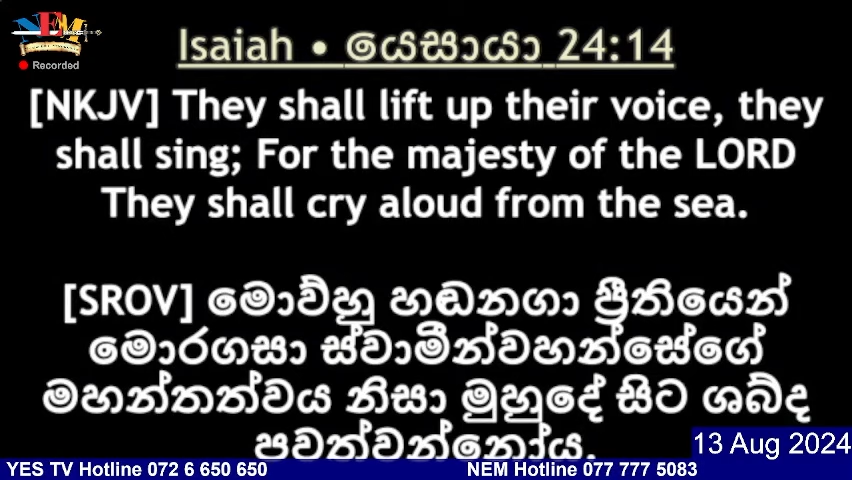 NEM
Recorded
Isaiah • යෙසායා 24:14
[NKJV] They shall lift up their voice, they
shall sing; For the majesty of the LORD
They shall cry aloud from the sea.
[SROV] මොව්හු හඬනගා ප්‍රීතියෙන්
මොරගසා ස්වාමීන්වහන්සේගේ
මහන්තත්වය නිසා මුහුදේ සිට ශබ්ද
පවත්වන්නෝය.
13 Aug 2024
YES TV Hotline 072 6 650 650
NEM Hotline 077 777 5083